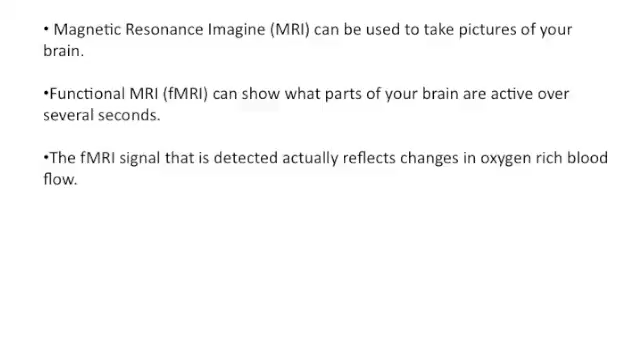 • Magnetic Resonance Imagine (MRI) can be used to take pictures of your
brain.
•Functional MRI (fMRI) can show what parts of your brain are active over
several seconds.
•The fMRI signal that is detected actually reflects changes in oxygen rich blood
flow.